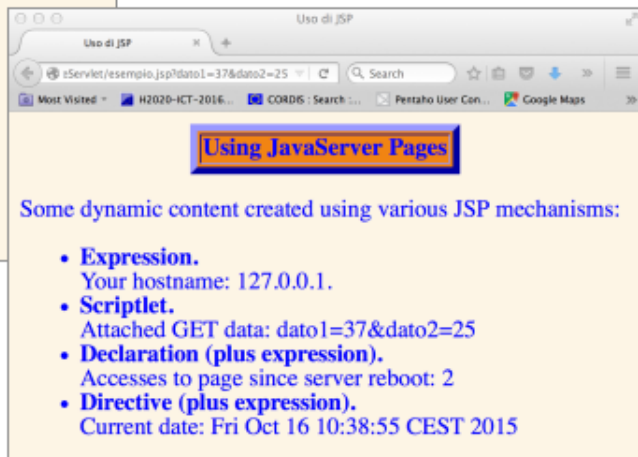 Uso di JSP
Uso di JSP
eServlet/esempio.jsp?dato1=37&dato2=25
Search
Most Visited
H2020-ICT-2016...
CORDIS : Search :...
Pentaho User Con...
Google Maps
Using JavaServer Pages
Some dynamic content created using various JSP mechanisms:
• Expression.
Your hostname: 127.0.0.1.
• Scriptlet.
Attached GET data: dato1=37&dato2=25
• Declaration (plus expression).
Accesses to page since server reboot: 2
• Directive (plus expression).
Current date: Fri Oct 16 10:38:55 CEST 2015